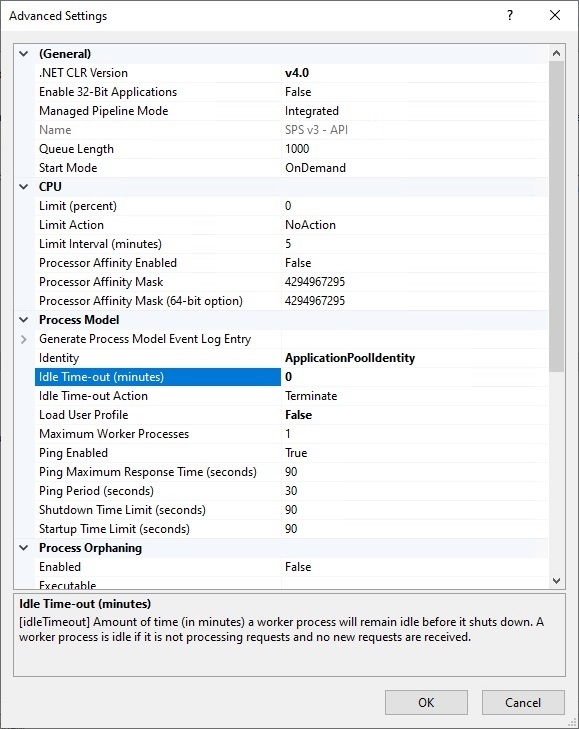 Advanced Settings
?
(General)
.NET CLR Version v4.0
Enable 32-Bit Applications False
Managed Pipeline Mode Integrated
Name SPS v3 - API
Queue Length 1000
Start Mode OnDemand
CPU
Limit (percent) 0
Limit Action NoAction
Limit Interval (minutes) 5
Processor Affinity Enabled False
Processor Affinity Mask 4294967295
Processor Affinity Mask (64-bit option) 4294967295
Process Model
Generate Process Model Event Log Entry
Identity ApplicationPoolIdentity
Idle Time-out (minutes) 0
Idle Time-out Action Terminate
Load User Profile False
Maximum Worker Processes 1
Ping Enabled True
Ping Maximum Response Time (seconds) 90
Ping Period (seconds) 30
Shutdown Time Limit (seconds) 90
Startup Time Limit (seconds) 90
Process Orphaning
Enabled False
Executable
Idle Time-out (minutes)
[idleTimeout] Amount of time (in minutes) a worker process will remain idle before it shuts down. A
worker process is idle if it is not processing requests and no new requests are received.
OK Cancel